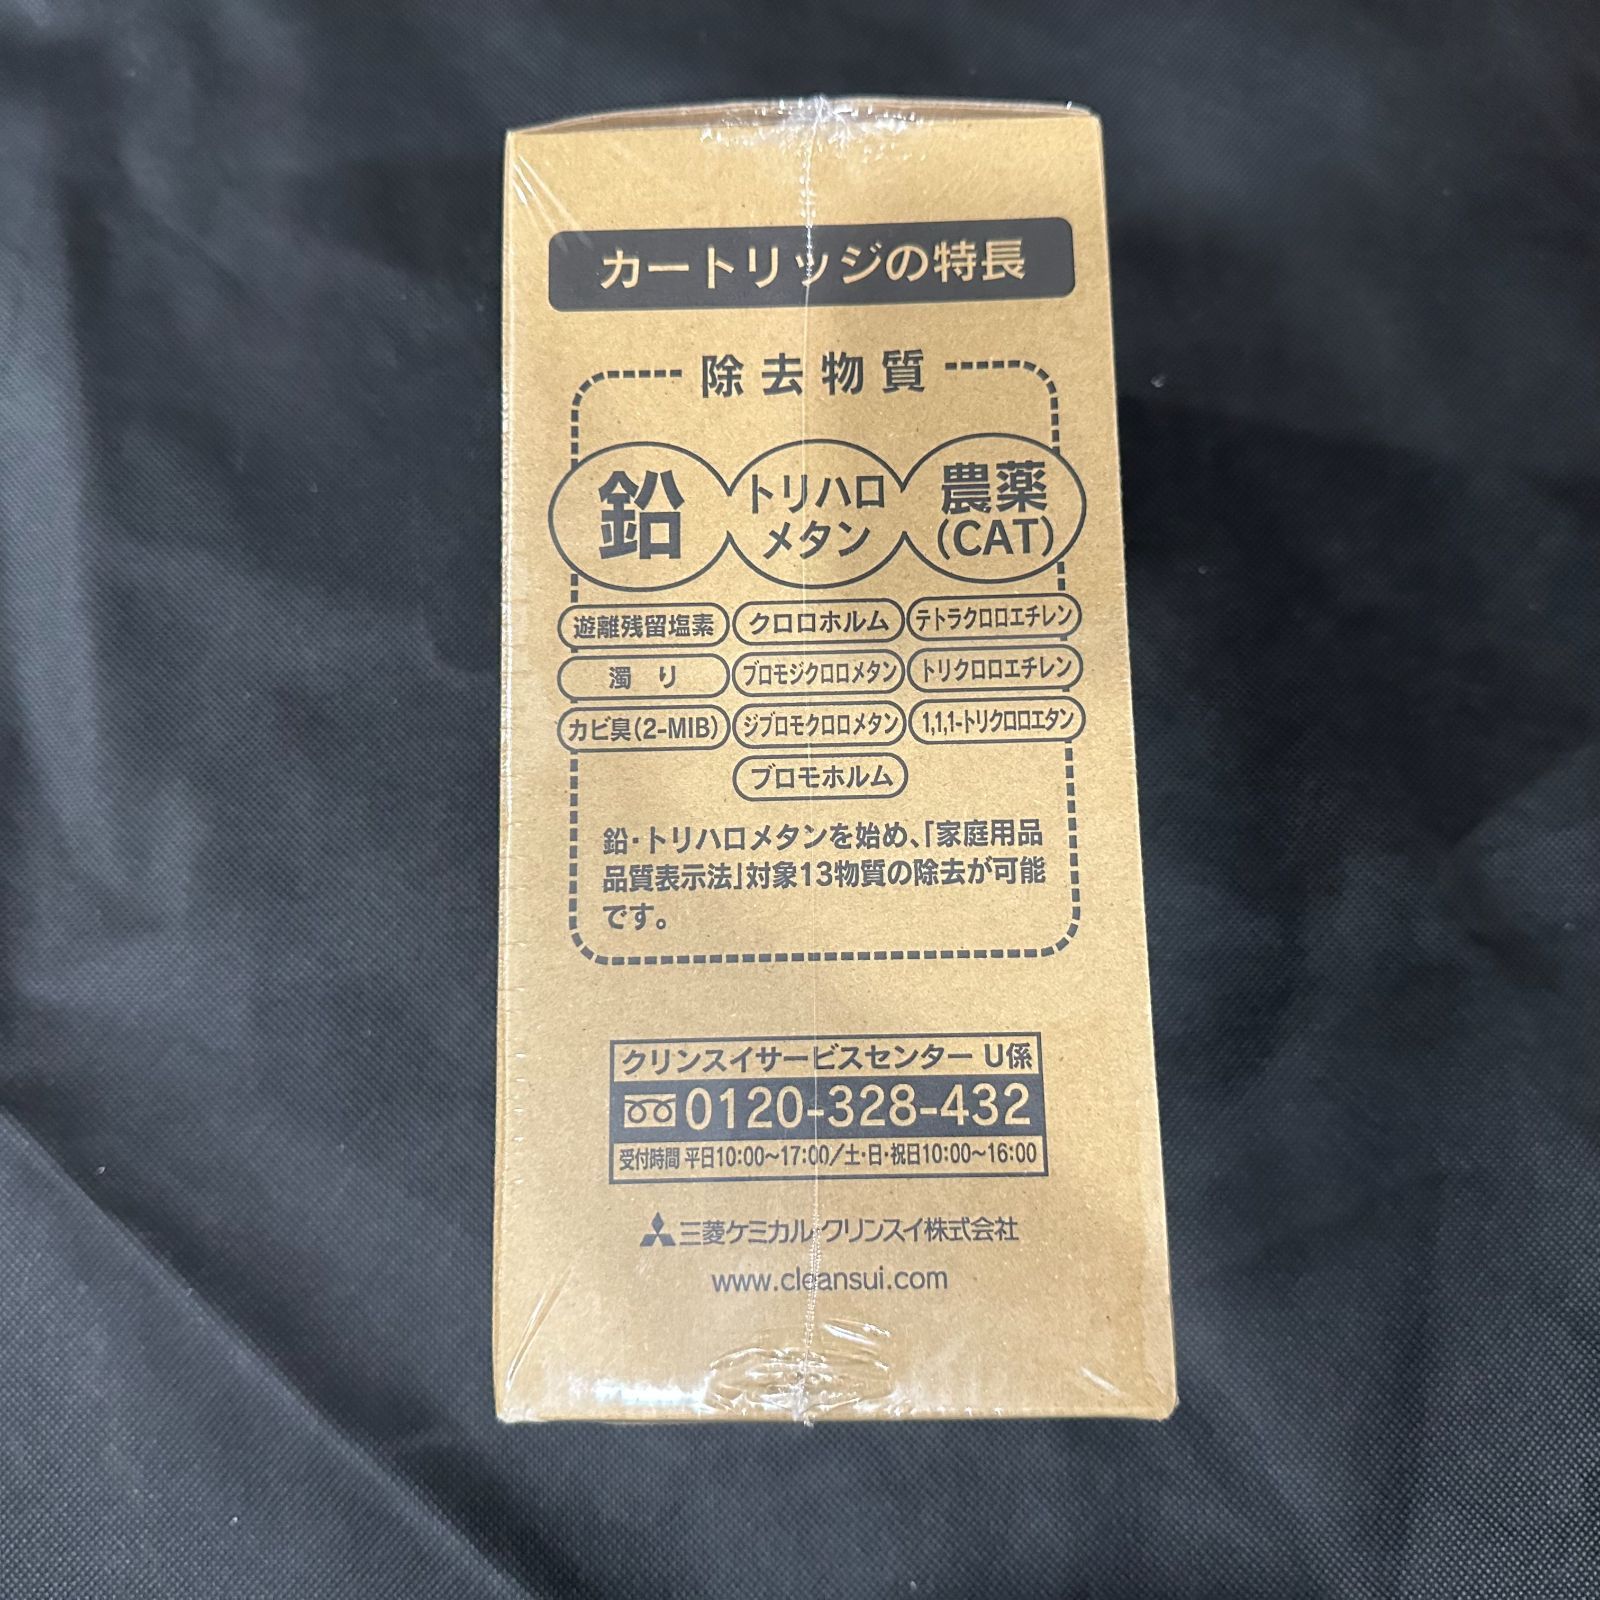 カートリッジの特長
除去物質
鉛
トリハロ
メタン
農薬
(CAT)
遊離残留塩素
クロロホルム
テトラクロロエチレン
濁り
ブロモジクロロメタン
トリクロロエチレン
カビ臭(2-MIB)
ジブロモクロロメタン
1,1,1-トリクロロエタン
ブロモホルム
鉛・トリハロメタンを始め、「家庭用品
品質表示法」対象13物質の除去が可能
です。
クリンスイサービスセンター U係
0120-328-432
受付時間 平日10:00~17:00/土・日・祝日10:00~16:00
三菱ケミカル・クリンスイ株式会社
www.cleansui.com